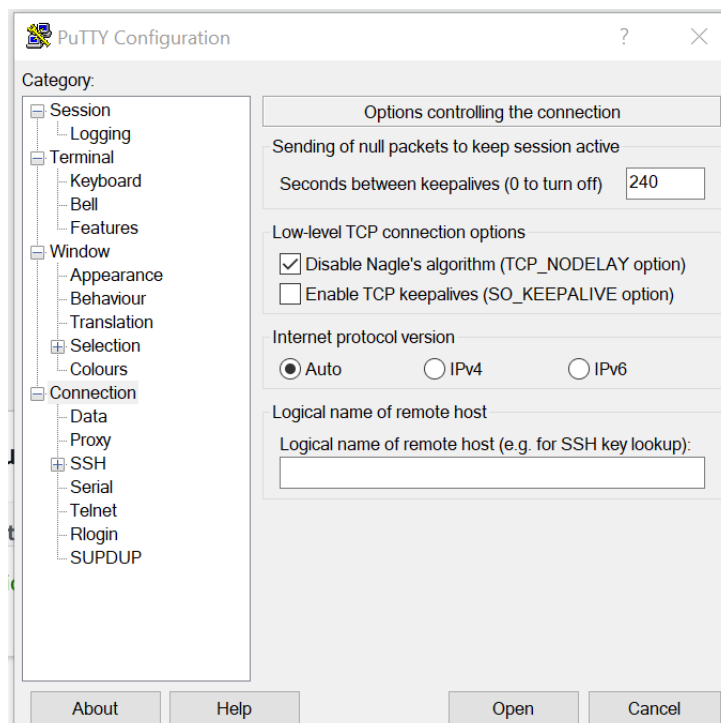 PuTTY Configuration
Category:
Session
Logging
Terminal
Keyboard
Bell
Features
Window
Appearance
Behaviour
Translation
Selection
Colours
Connection
Data
Proxy
SSH
Serial
Telnet
Rlogin
SUPDUP
Options controlling the connection
Sending of null packets to keep session active
Seconds between keepalives (0 to turn off) 240
Low-level TCP connection options
Disable Nagle's algorithm (TCP_NODELAY option)
Enable TCP keepalives (SO_KEEPALIVE option)
Internet protocol version
Auto IPv4 IPv6
Logical name of remote host
Logical name of remote host (e.g. for SSH key lookup):
About Help Open Cancel